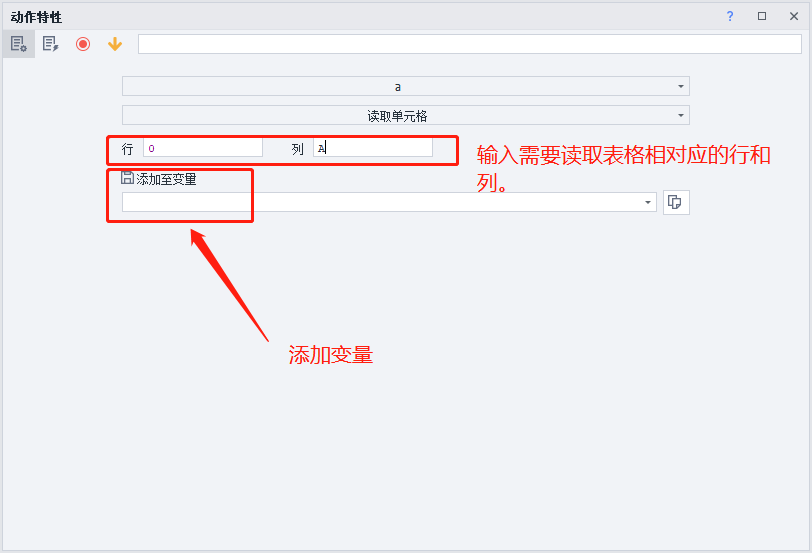 动作特性
?
a
读取单元格
行 0 列 A
输入需要读取表格相对应的行和
列。
添加至变量
添加变量